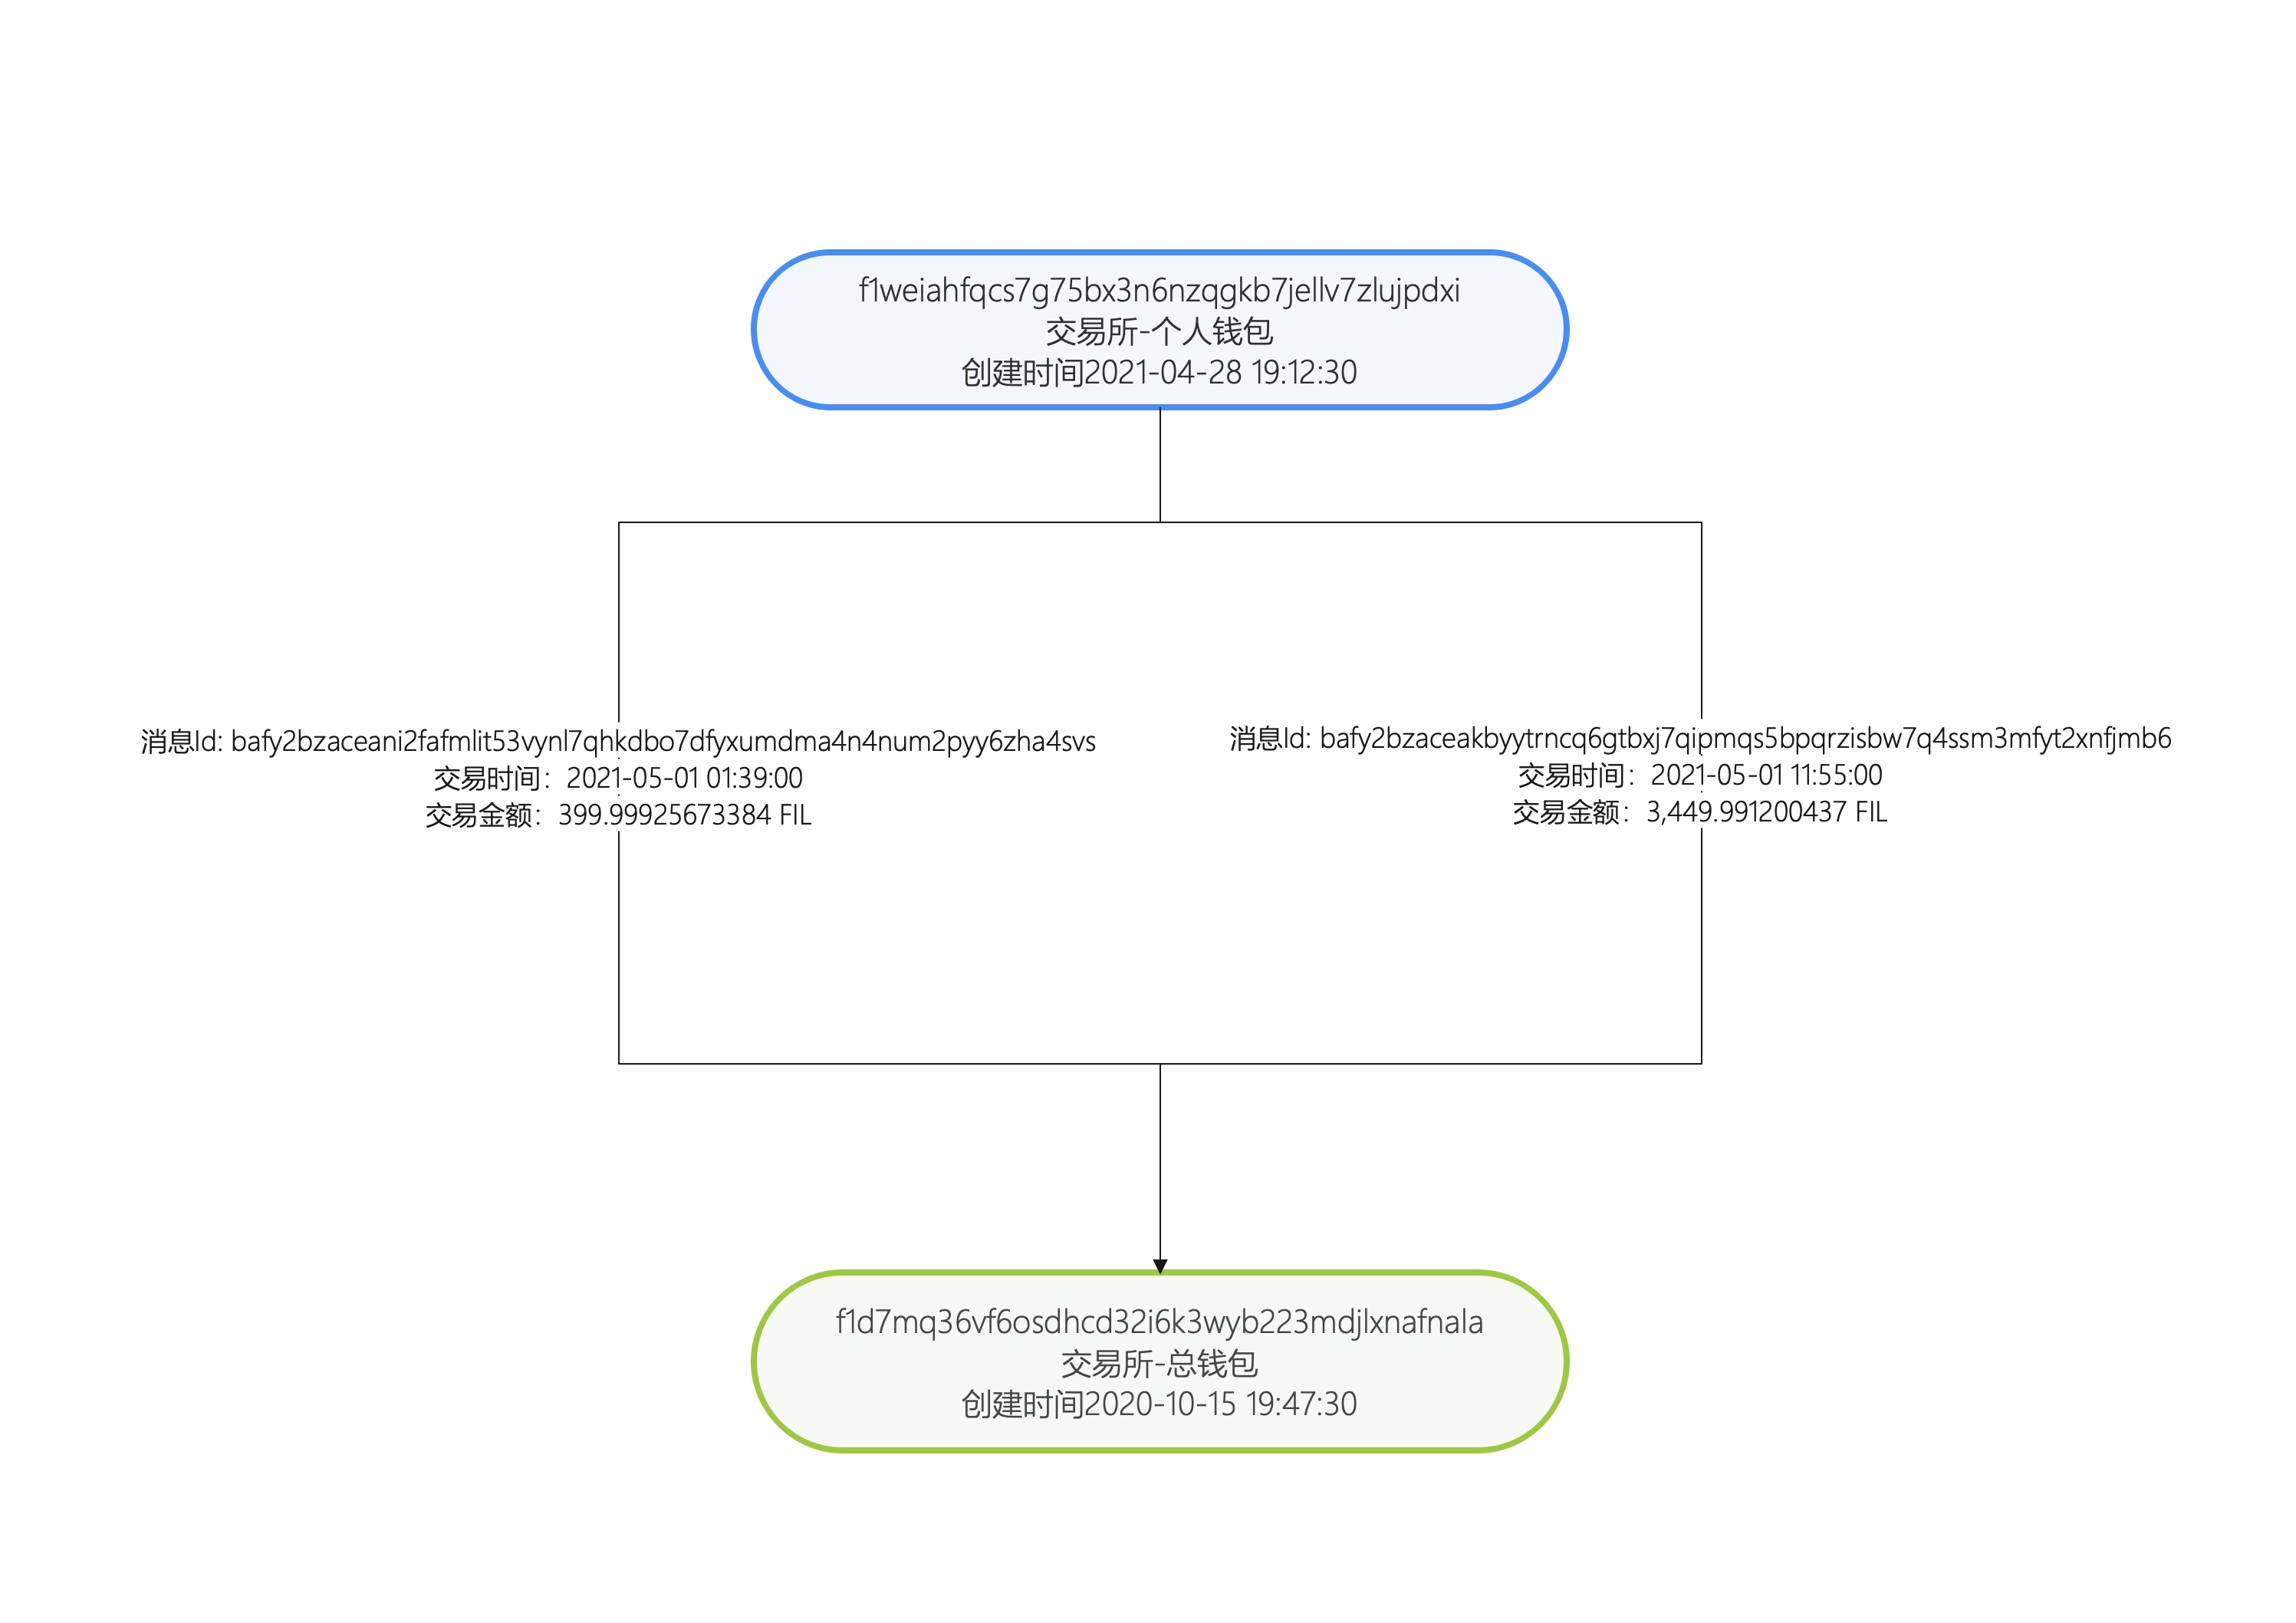 f1weiahfqcs7g75bx3n6nzqgkb7jellv7zlujpdxi
交易所-个人钱包
创建时间2021-04-28 19:12:30
消息Id: bafy2bzaceani2fafmlit53vynl7qhkdbo7dfyxumdma4n4num2pyy6zha4svs
交易时间：2021-05-01 01:39:00
交易金额：399.99925673384 FIL
消息Id: bafy2bzaceakbyytrncq6gtbxj7qipmqs5bpqrzisbw7q4ssm3mfyt2xnfjmb6
交易时间：2021-05-01 11:55:00
交易金额：3,449.991200437 FIL
f1d7mq36vf6osdhcd32i6k3wyb223mdjlxnafnala
交易所-总钱包
创建时间2020-10-15 19:47:30